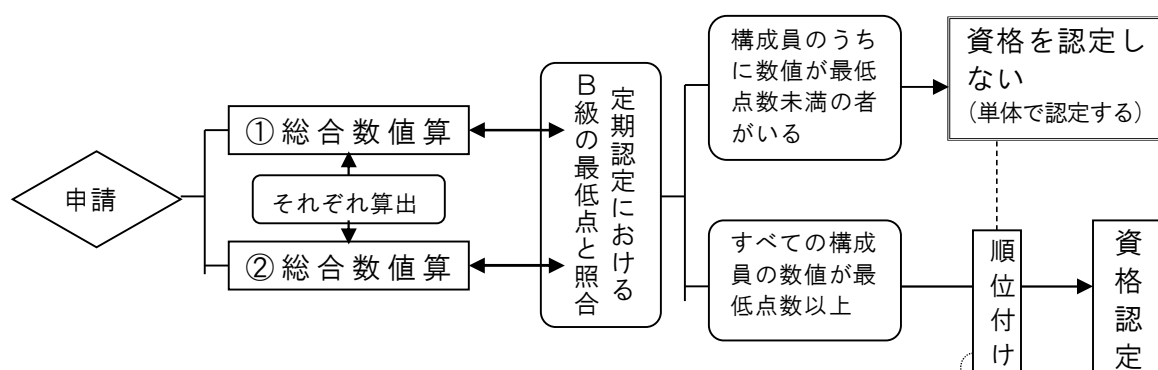 申請
①総合数値算
それぞれ算出
②総合数値算
定期認定における
B級の最低点と照合
構成員のうち
に数値が最低
点数未満の者
がいる
資格を認定し
ない
(単体で認定する)
すべての構成
員の数値が最
低点数以上
順位付け
資格認定